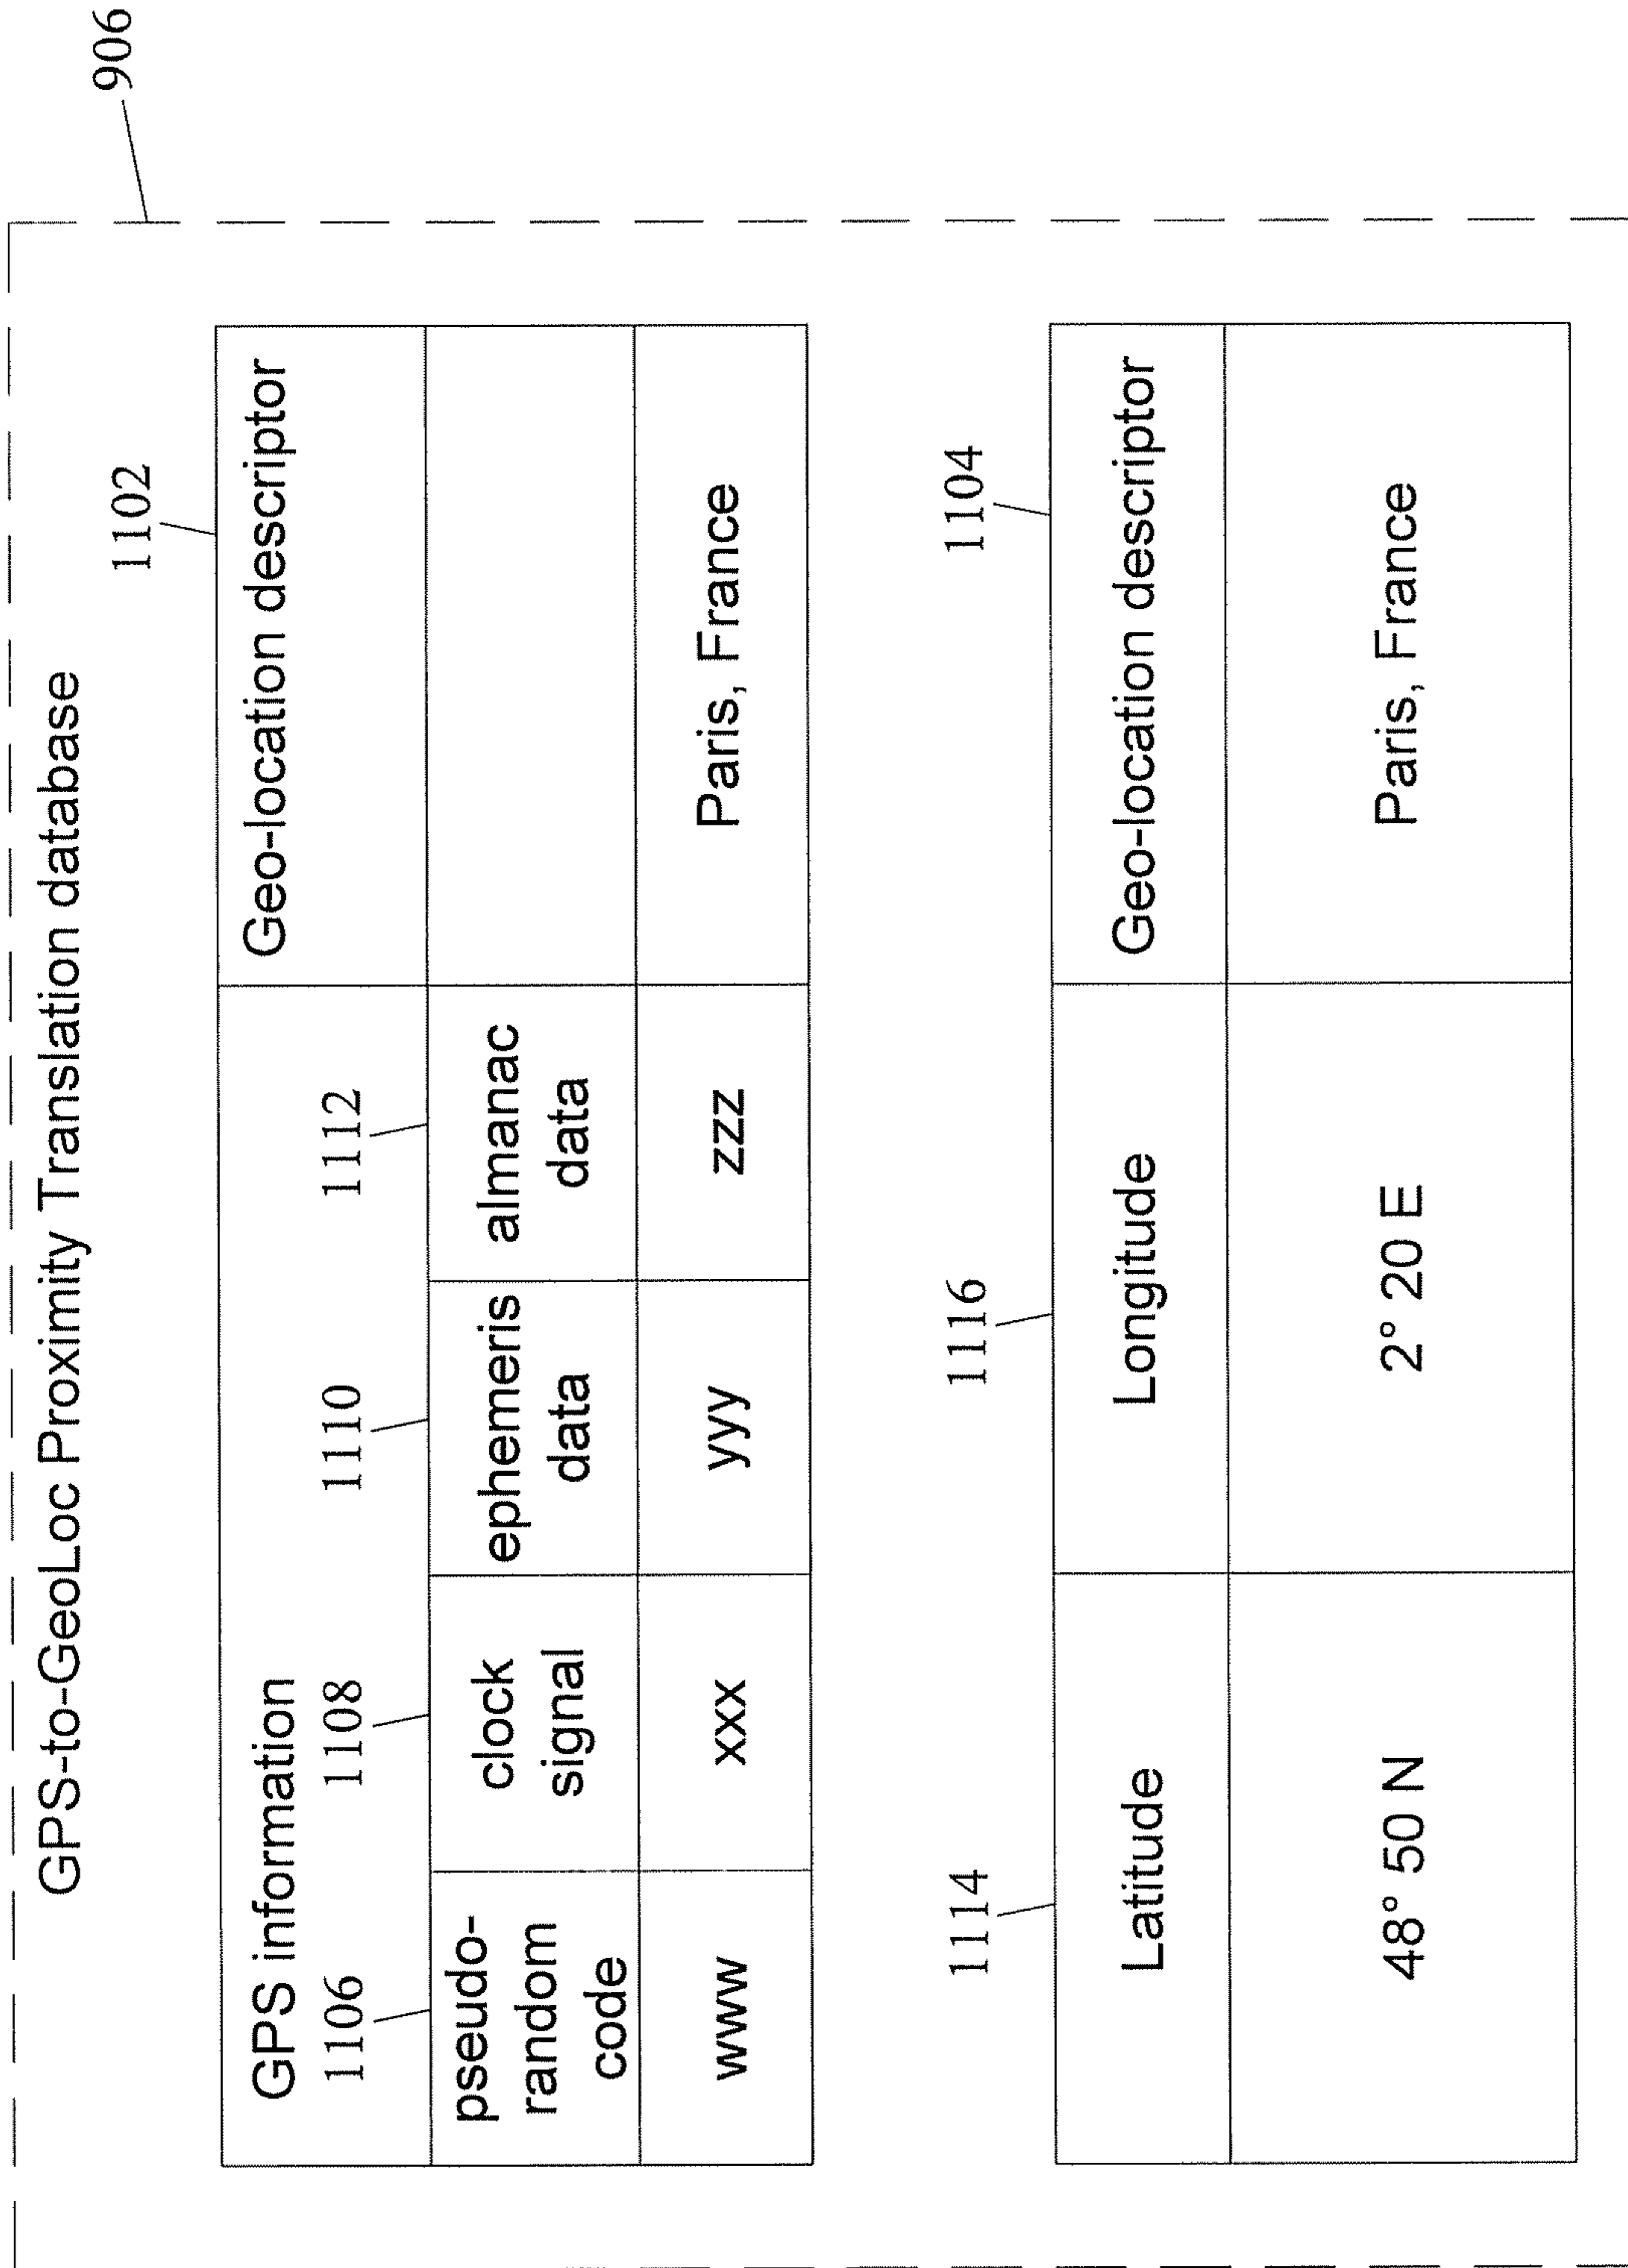 906
GPS-to-GeoLoc Proximity Translation database
1102
GPS information
Geo-location descriptor
1106
1108
1110
1112
pseudo-
random
code
clock
signal
ephemeris
data
almanac
data
www
xxx
yyy
zzz
Paris, France
1114
1116
1104
Latitude
Longitude
Geo-location descriptor
48° 50 N
2° 20 E
Paris, France